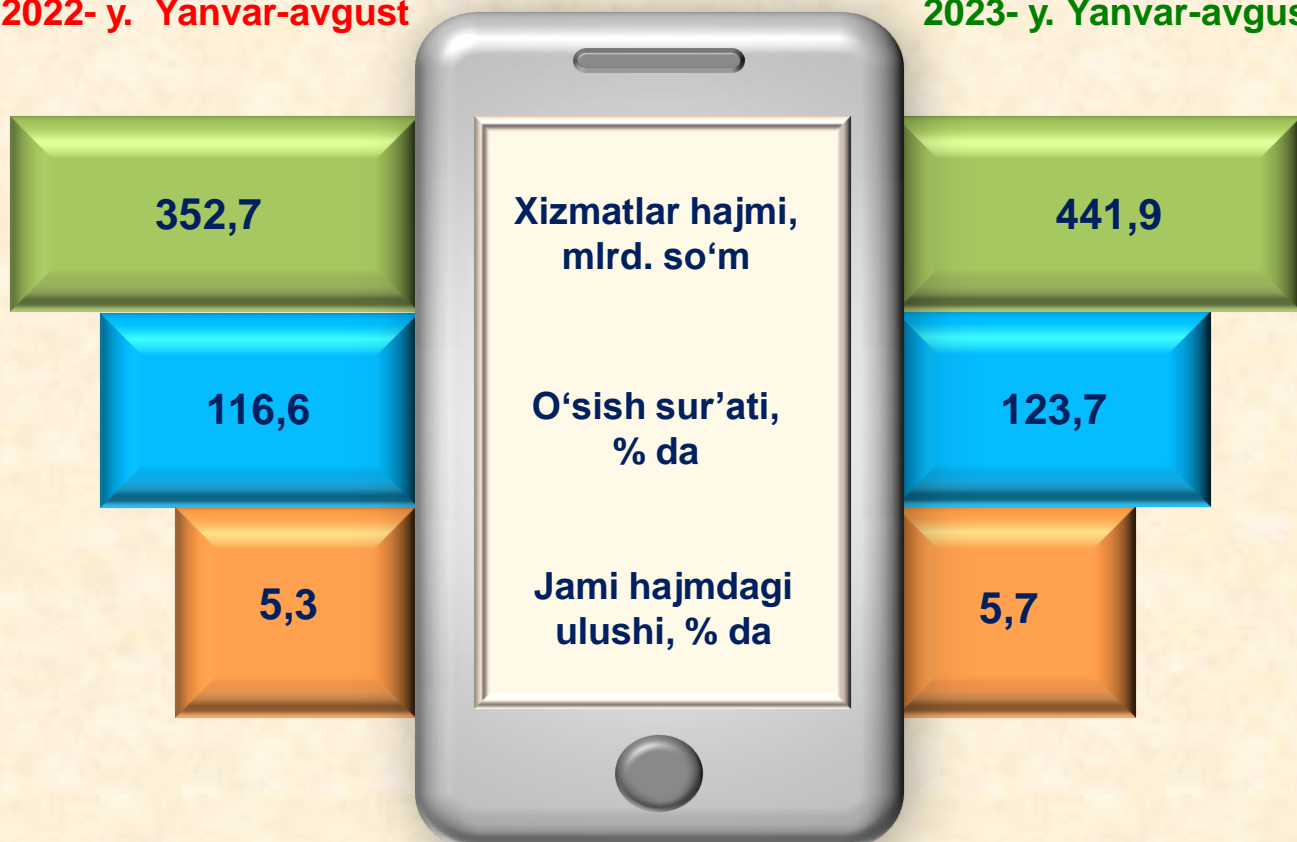 2022- y. Yanvar-avgust
2023- y. Yanvar-avgus
352,7
Xizmatlar hajmi,
mlrd. so‘m
441,9
116,6
O‘sish sur’ati,
% da
123,7
5,3
Jami hajmdagi
ulushi, % da
5,7